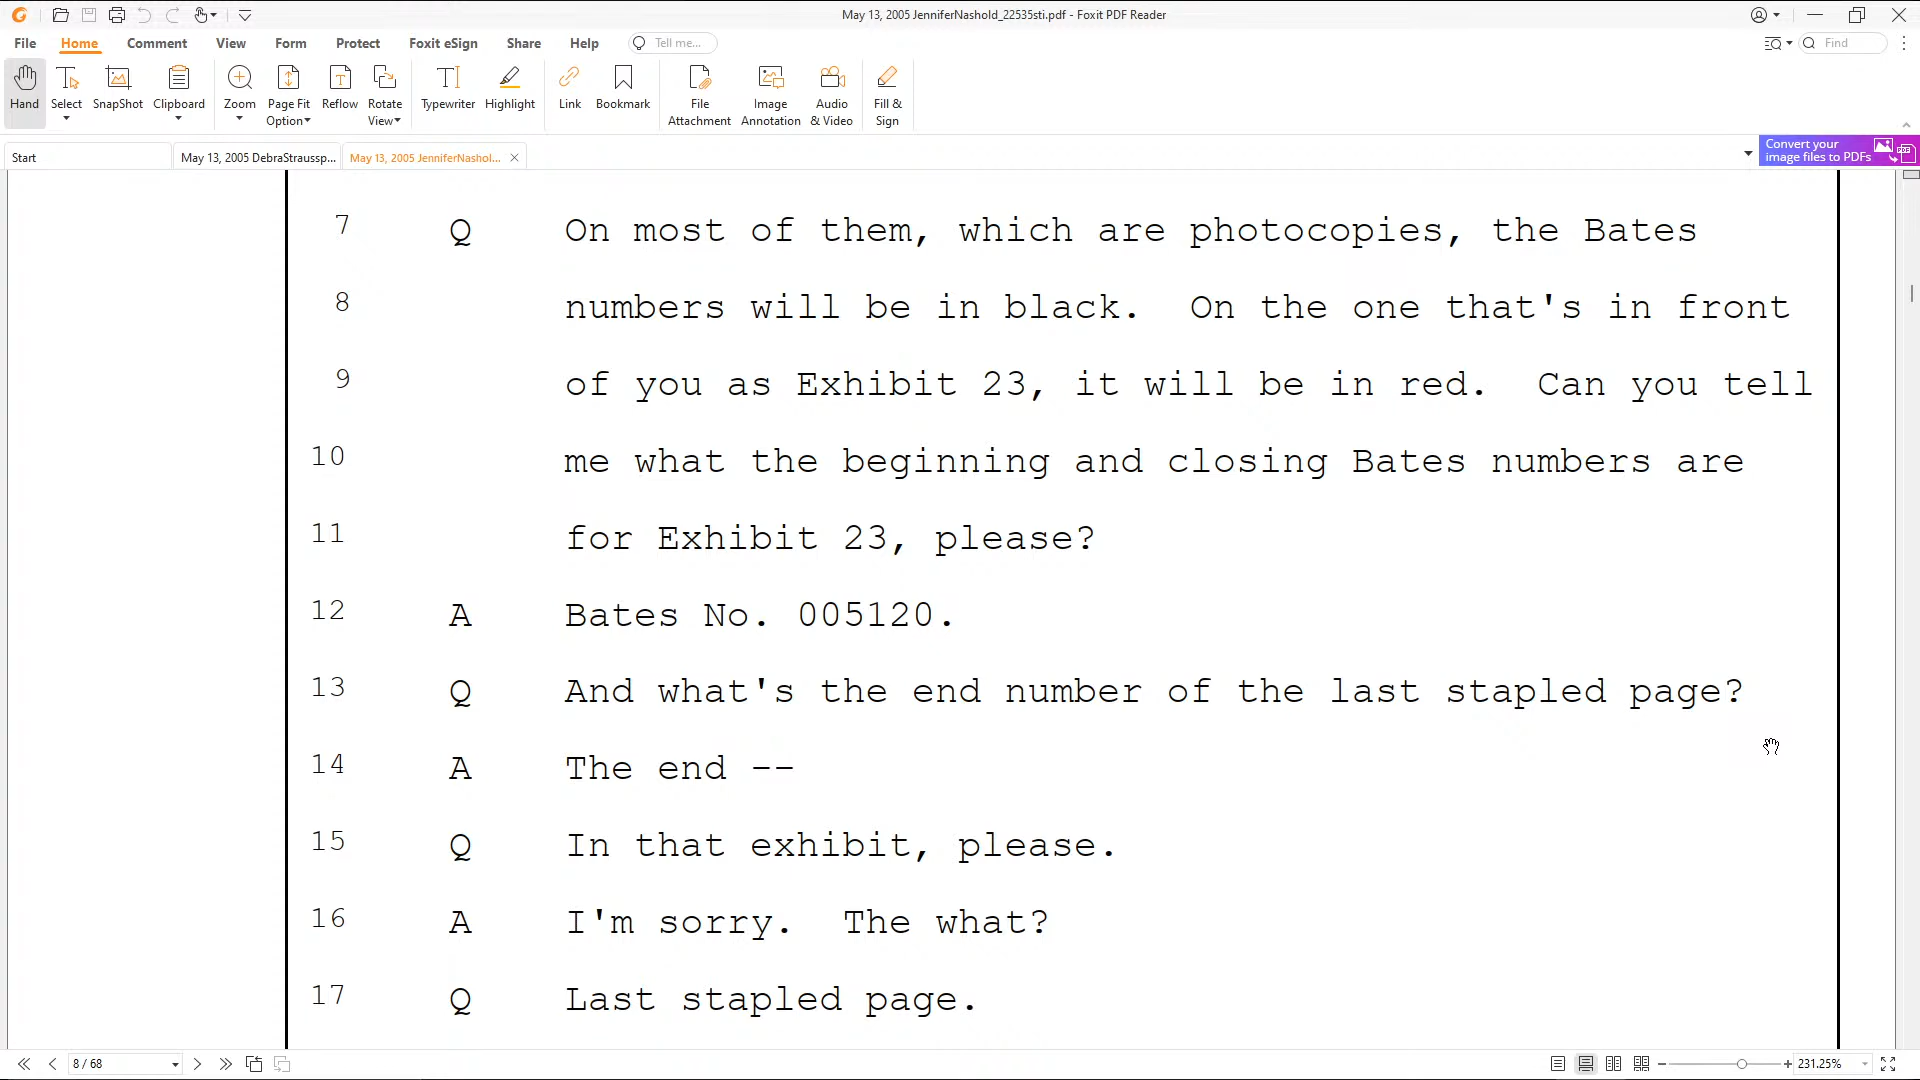 May 13, 2005 JenniferNashold_22535sti.pdf - Foxit PDF Reader
File Home Comment View Form Protect Foxit eSign Share Help Tell me... Find
Hand Select SnapShot Clipboard Zoom Page Fit Option Reflow Rotate View Typewriter Highlight Link Bookmark File Attachment Image Annotation Audio & Video Fill & Sign
Start May 13, 2005 DebraStraussp... May 13, 2005 JenniferNashol...
Convert your
image files to PDFs
7 Q On most of them, which are photocopies, the Bates
8 numbers will be in black. On the one that's in front
9 of you as Exhibit 23, it will be in red. Can you tell
10 me what the beginning and closing Bates numbers are
11 for Exhibit 23, please?
12 A Bates No. 005120.
13 Q And what's the end number of the last stapled page?
14 A The end --
15 Q In that exhibit, please.
16 A I'm sorry. The what?
17 Q Last stapled page.
8 / 68 231.25%